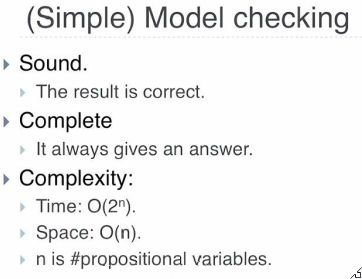 (Simple) Model checking
Sound.
The result is correct.
Complete
It always gives an answer.
Complexity:
Time: O(2ⁿ).
Space: O(n).
n is #propositional variables.